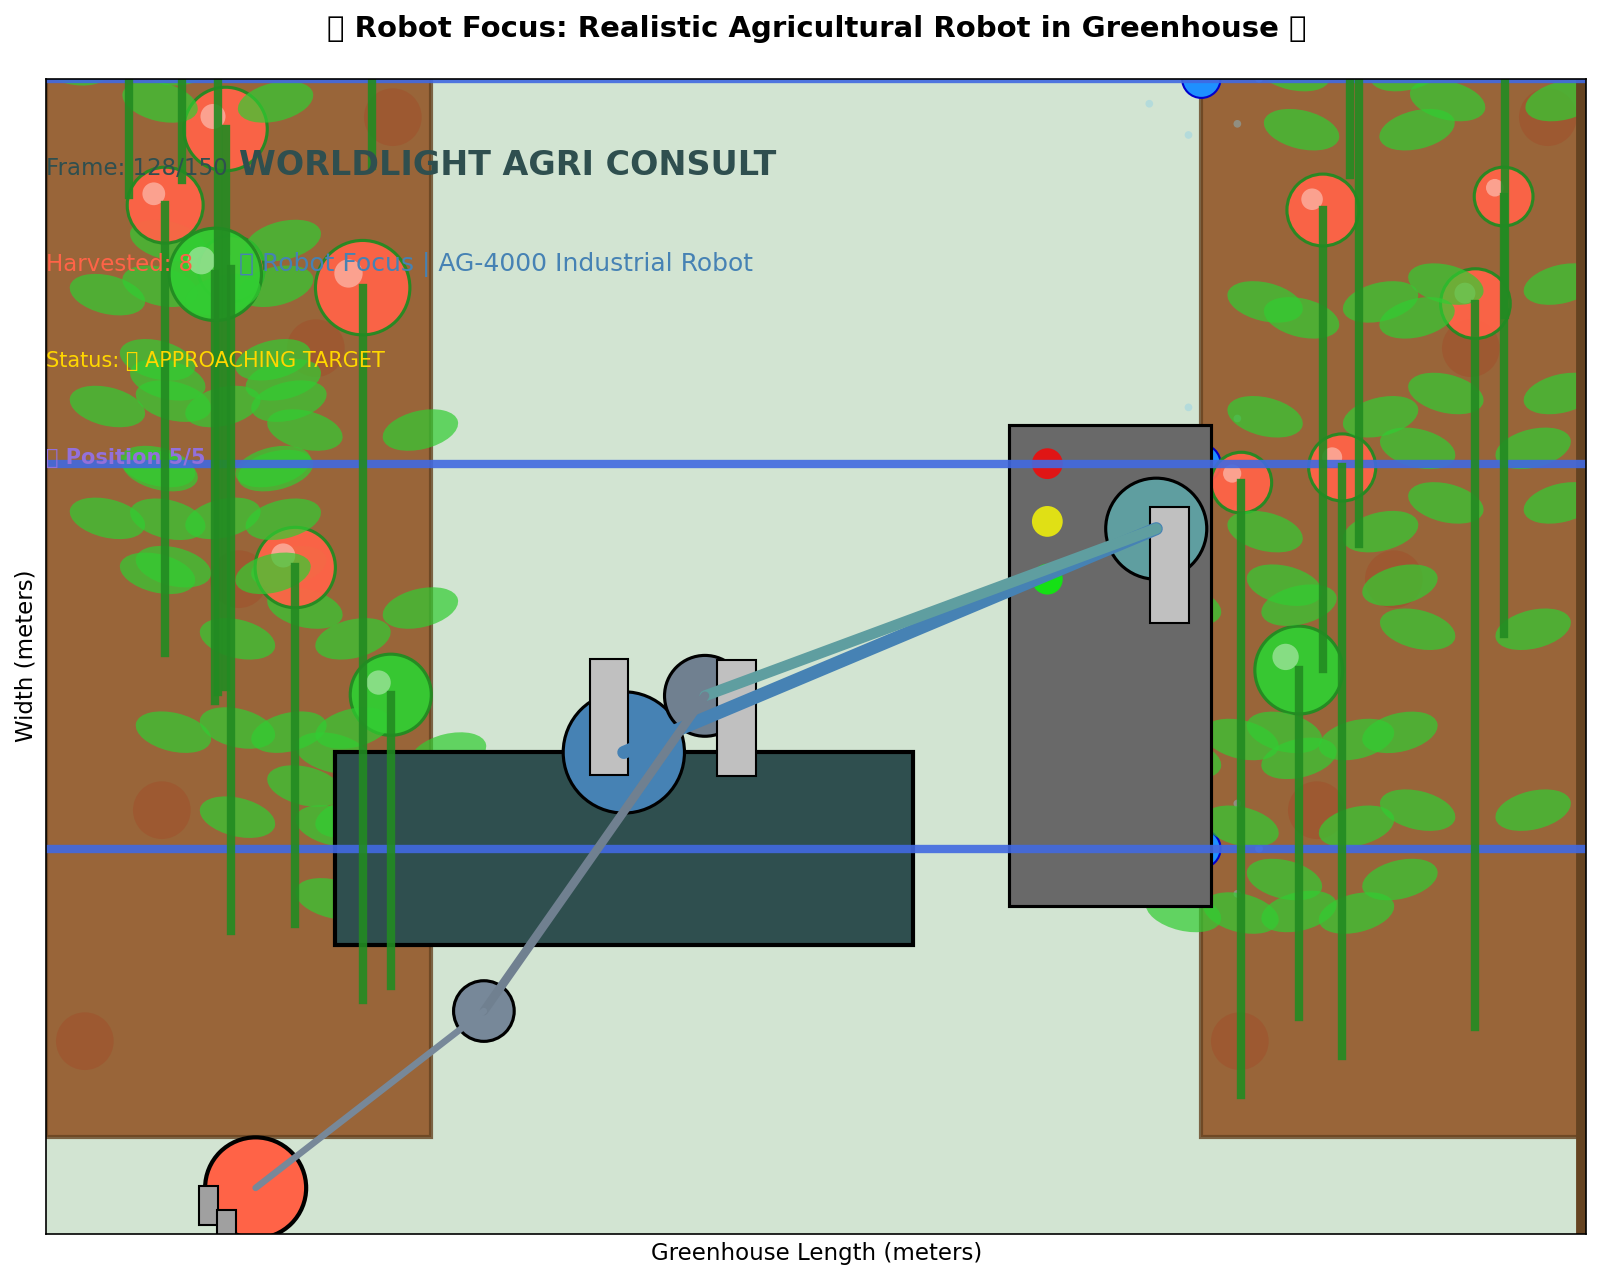 Robot Focus: Realistic Agricultural Robot in Greenhouse
Frame: 128/150 WORLDLIGHT AGRI CONSULT
Harvested: 8 Robot Focus | AG-4000 Industrial Robot
Status: APPROACHING TARGET
Position 5/5
Width (meters)
Greenhouse Length (meters)